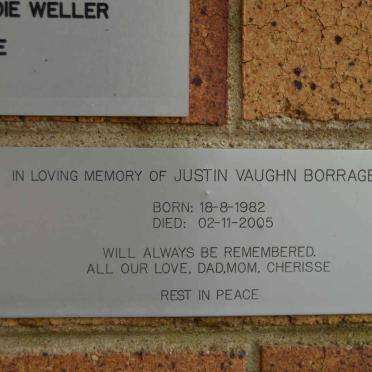 DIE WELLER
E
IN LOVING MEMORY OF JUSTIN VAUGHN BORRAGE
BORN: 18-8-1982
DIED: 02-11-2005
WILL ALWAYS BE REMEMBERED.
ALL OUR LOVE, DAD,MOM, CHERISSE
REST IN PEACE